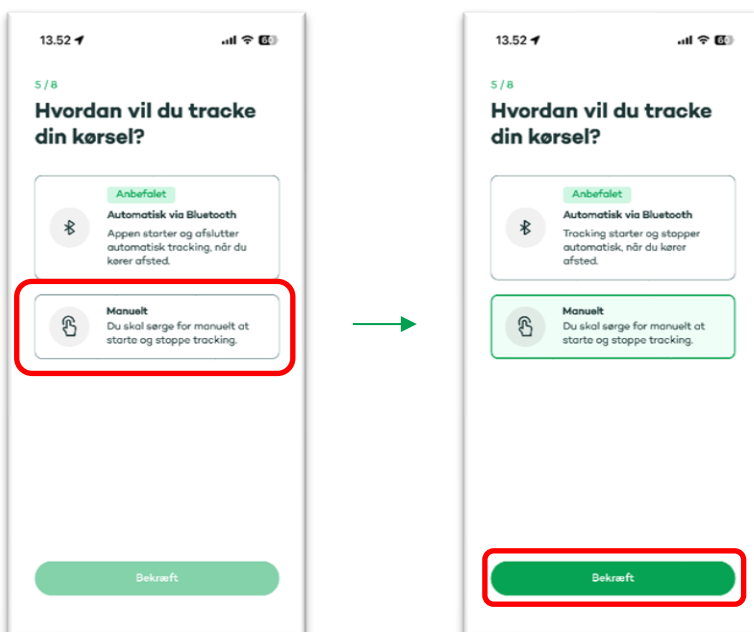 13.52
60
5/8
Hvordan vil du tracke
din kørsel?
Anbefalet
Automatisk via Bluetooth
Appen starter og afslutter
automatisk tracking, når du
kører afsted.
Manuelt
Du skal sørge for manuelt at
starte og stoppe tracking.
Bekræft
13.52
60
5/8
Hvordan vil du tracke
din kørsel?
Anbefalet
Automatisk via Bluetooth
Tracking starter og stopper
automatisk, når du kører
afsted.
Manuelt
Du skal sørge for manuelt at
starte og stoppe tracking.
Bekræft